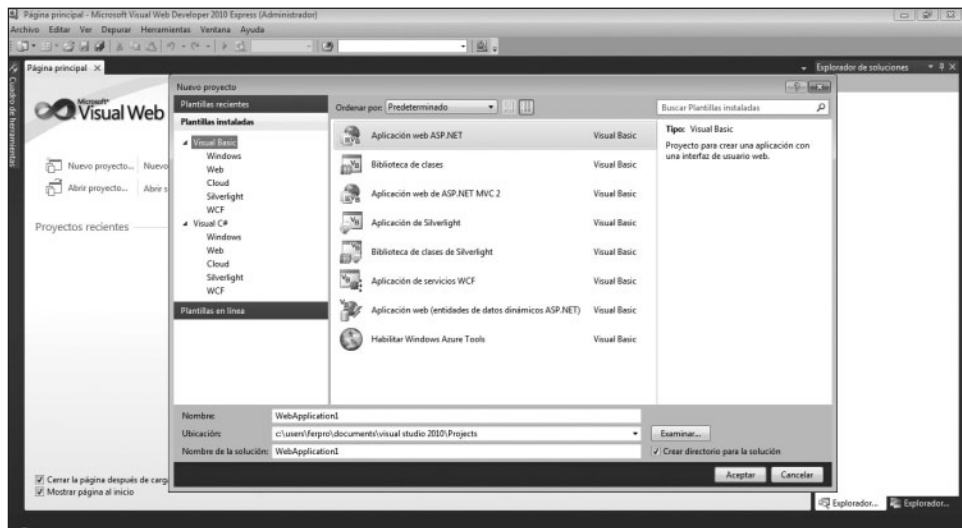 Página principal - Microsoft Visual Web Developer 2010 Express (Administrador)
Archivo Editar Ver Depurar Herramientas Ventana Ayuda
Página principal X
Explorador de soluciones
Cuadro de herramientas
Microsoft®
Visual Web
Nuevo proyecto... Nuevo
Abrir proyecto... Abrir s
Proyectos recientes
Nuevo proyecto
Plantillas recientes
Plantillas instaladas
Visual Basic
Windows
Web
Cloud
Silverlight
WCF
Visual C#
Windows
Web
Cloud
Silverlight
WCF
Plantillas en línea
Ordenar por: Predeterminado
Aplicación web ASP.NET Visual Basic
Biblioteca de clases Visual Basic
Aplicación web de ASP.NET MVC 2 Visual Basic
Aplicación de Silverlight Visual Basic
Biblioteca de clases de Silverlight Visual Basic
Aplicación de servicios WCF Visual Basic
Aplicación web (entidades de datos dinámicos ASP.NET) Visual Basic
Habilitar Windows Azure Tools Visual Basic
Buscar Plantillas instaladas
Tipo: Visual Basic
Proyecto para crear una aplicación con
una interfaz de usuario web.
Nombre: WebApplication1
Ubicación: c:\users\ferpro\documents\visual studio 2010\Projects Examinar...
Nombre de la solución: WebApplication1 Crear directorio para la solución
Aceptar Cancelar
Cerrar la página después de carga
Mostrar página al inicio
Explorador... Explorador...